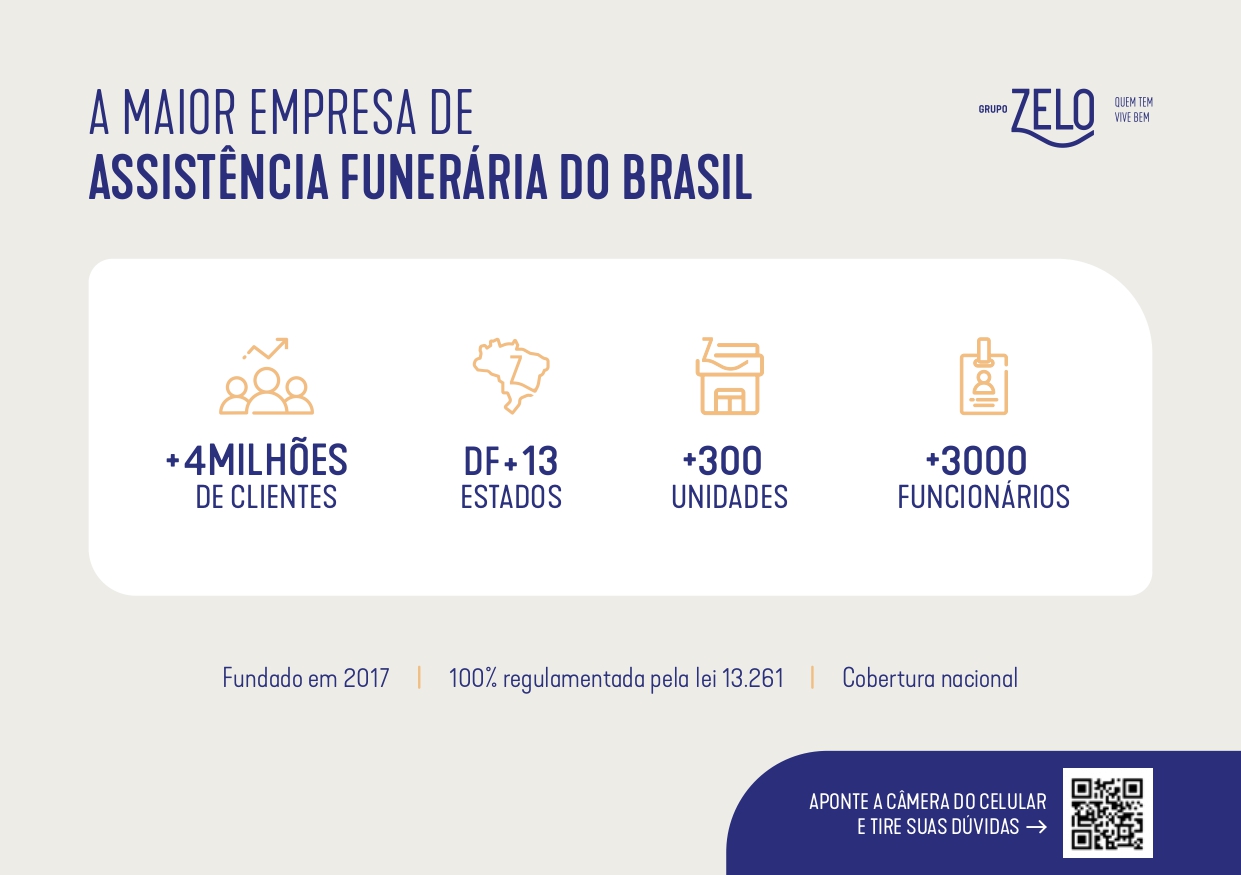 A MAIOR EMPRESA DE
ASSISTÊNCIA FUNERÁRIA DO BRASIL
GRUPO ZELO
QUEM TEM
VIVE BEM
+4MILHÕES
DE CLIENTES
DF+13
ESTADOS
+300
UNIDADES
+3000
FUNCIONÁRIOS
Fundado em 2017 | 100% regulamentada pela lei 13.261 | Cobertura nacional
APONTE A CÂMERA DO CELULAR
E TIRE SUAS DÚVIDAS →